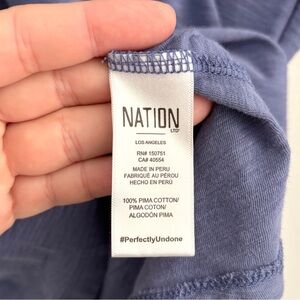 NATION
LTD
LOS ANGELES
RN# 150751
CA# 40554
MADE IN PERU
FABRIQUÉ AU PÉROU
HECHO EN PERÚ
100% PIMA COTTON/
PIMA COTON/
ALGODÓN PIMA
#PerfectlyUndone